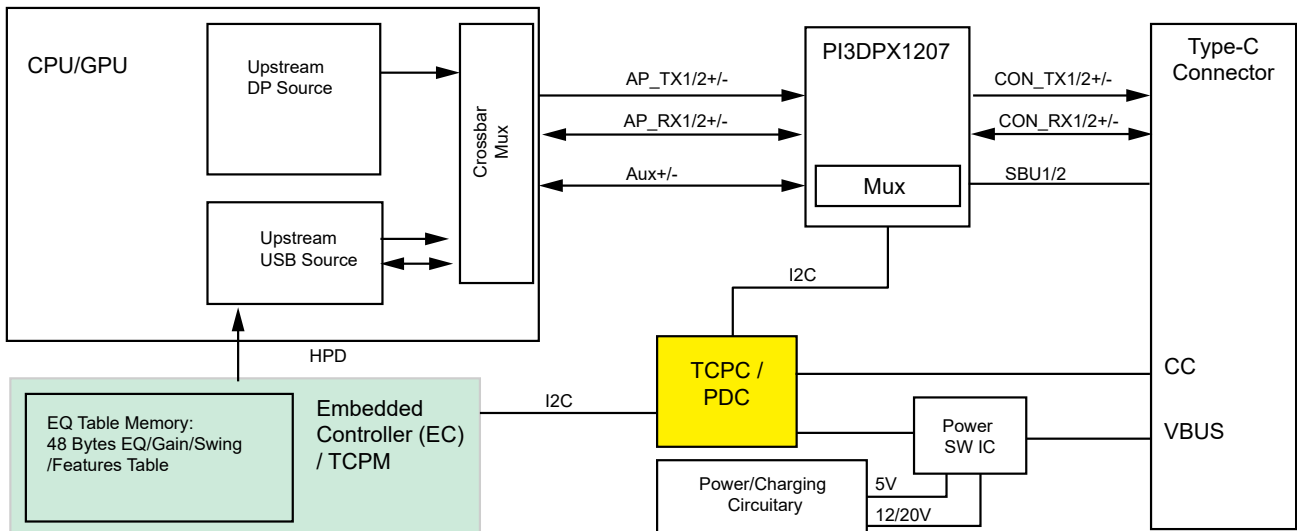 CPU/GPU
Upstream
DP Source
Crossbar
Mux
Upstream
USB Source
AP_TX1/2+/-
AP_RX1/2+/-
Aux+/-
PI3DPX1207
Mux
CON_TX1/2+/-
CON_RX1/2+/-
SBU1/2
Type-C
Connector
I2C
HPD
TCPC /
PDC
CC
EQ Table Memory:
48 Bytes EQ/Gain/Swing
/Features Table
Embedded
Controller (EC)
/ TCPM
I2C
Power
SW IC
VBUS
Power/Charging
Circuitary
5V
12/20V